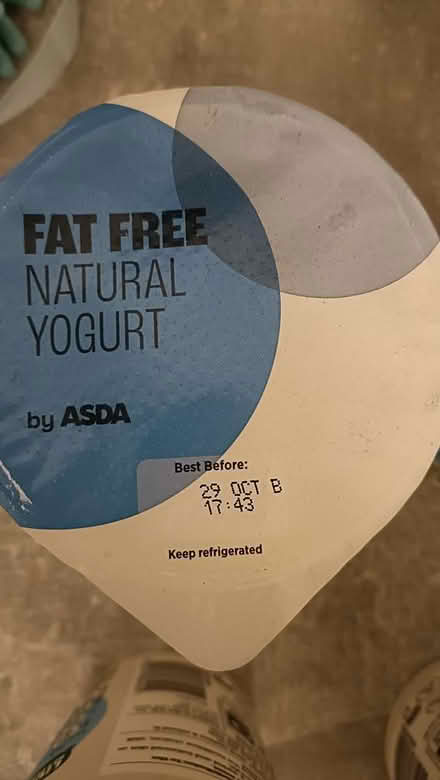 FAT FREE
NATURAL
YOGURT
by ASDA
Best Before:
29 OCT B
17:43
Keep refrigerated